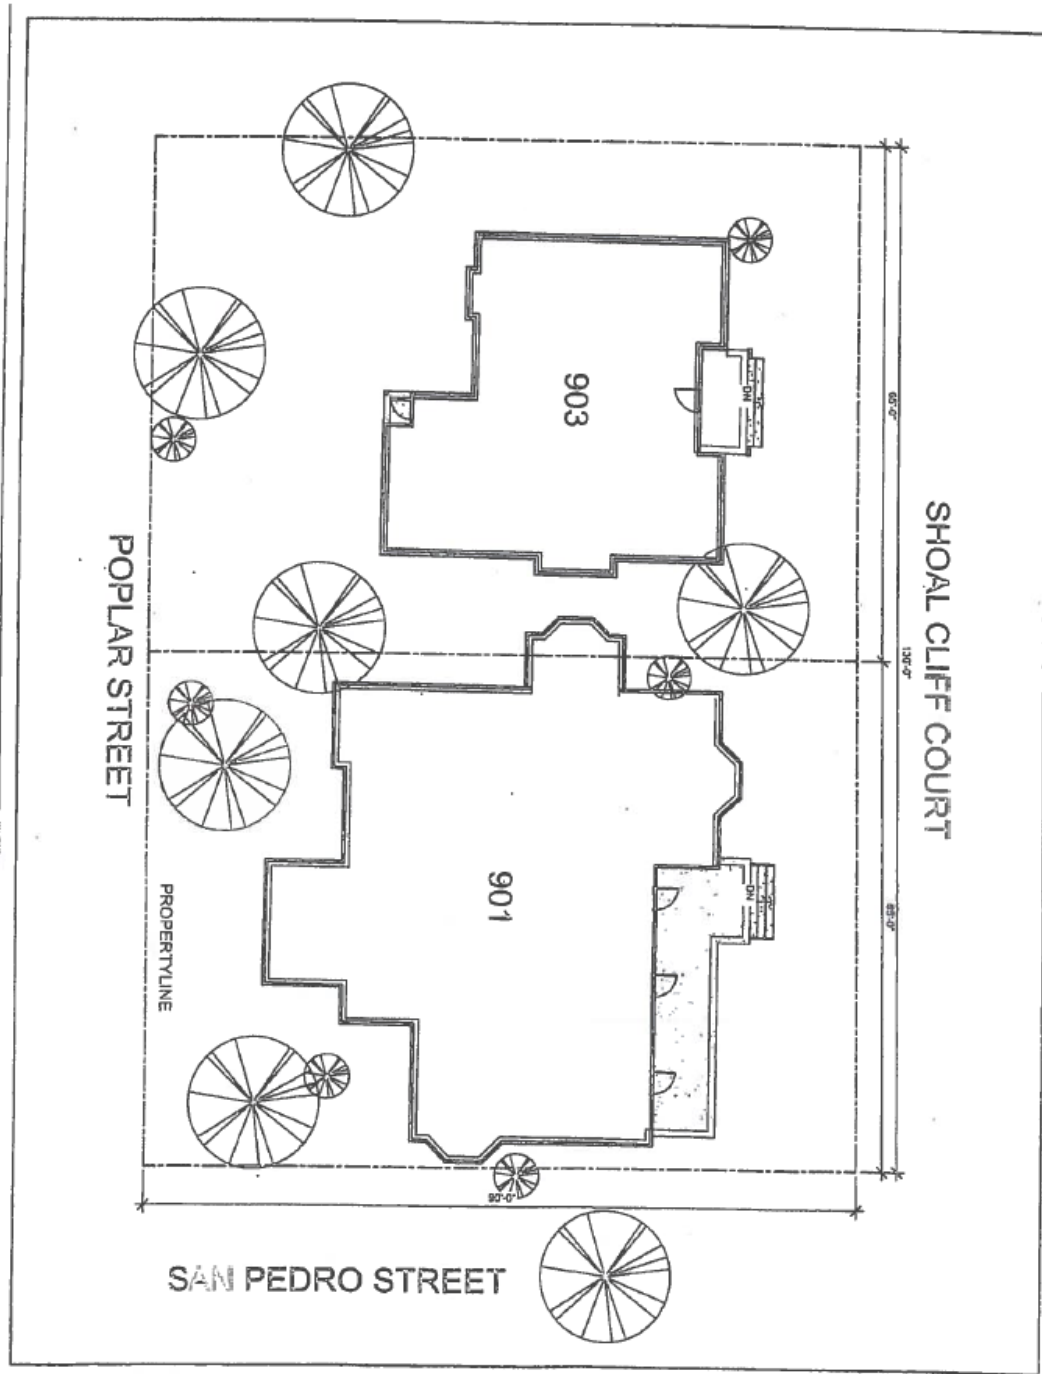 SHOAL CLIFF COURT
65'-0"
130'-0"
65'-0"
903
DN
901
DN
POPLAR STREET
PROPERTYLINE
90'-0"
SAN PEDRO STREET